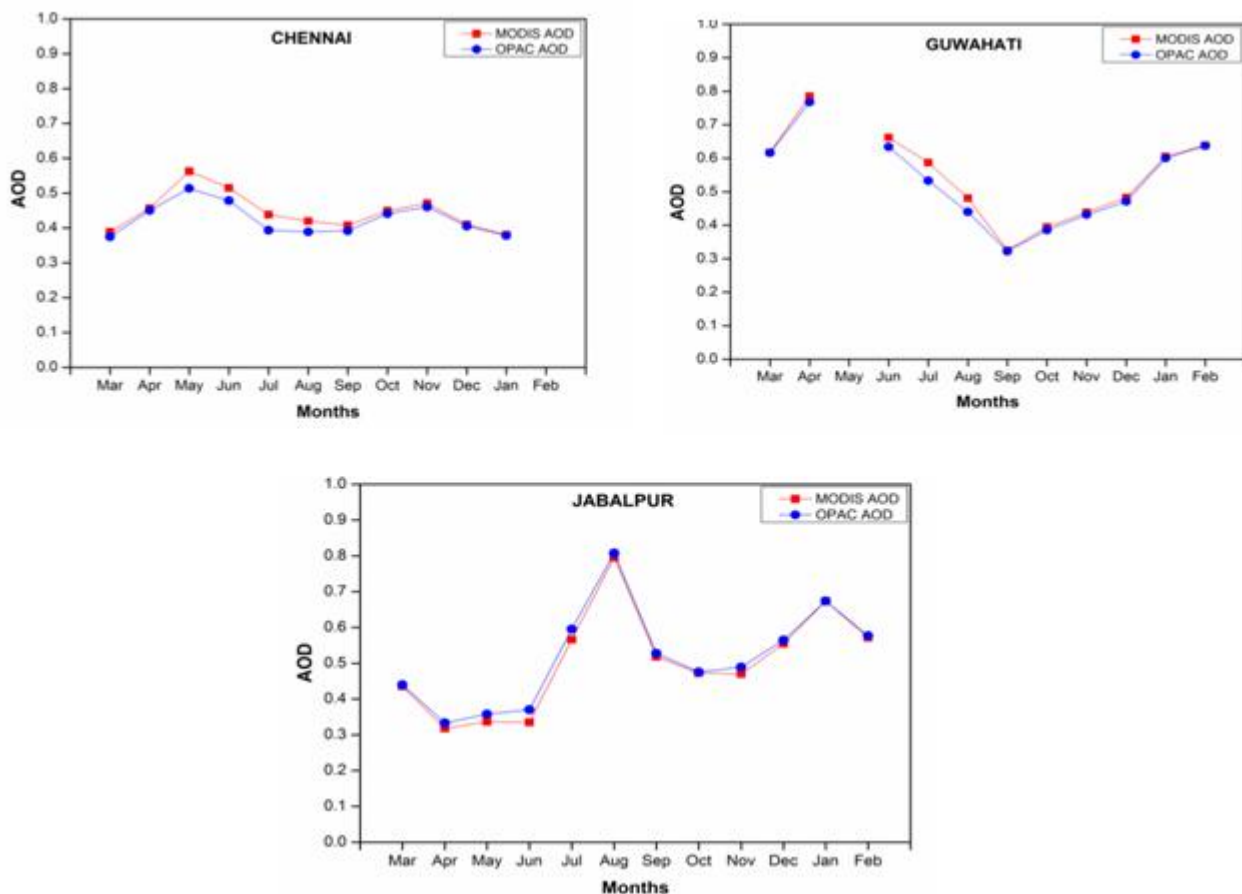 CHENNAI
MODIS AOD
OPAC AOD
1.0
0.9
0.8
0.7
0.6
0.5
0.4
0.3
0.2
0.1
0.0
AOD
Mar Apr May Jun Jul Aug Sep Oct Nov Dec Jan Feb
Months
GUWAHATI
MODIS AOD
OPAC AOD
1.0
0.9
0.8
0.7
0.6
0.5
0.4
0.3
0.2
0.1
0.0
AOD
Mar Apr May Jun Jul Aug Sep Oct Nov Dec Jan Feb
Months
JABALPUR
MODIS AOD
OPAC AOD
1.0
0.9
0.8
0.7
0.6
0.5
0.4
0.3
0.2
0.1
0.0
AOD
Mar Apr May Jun Jul Aug Sep Oct Nov Dec Jan Feb
Months